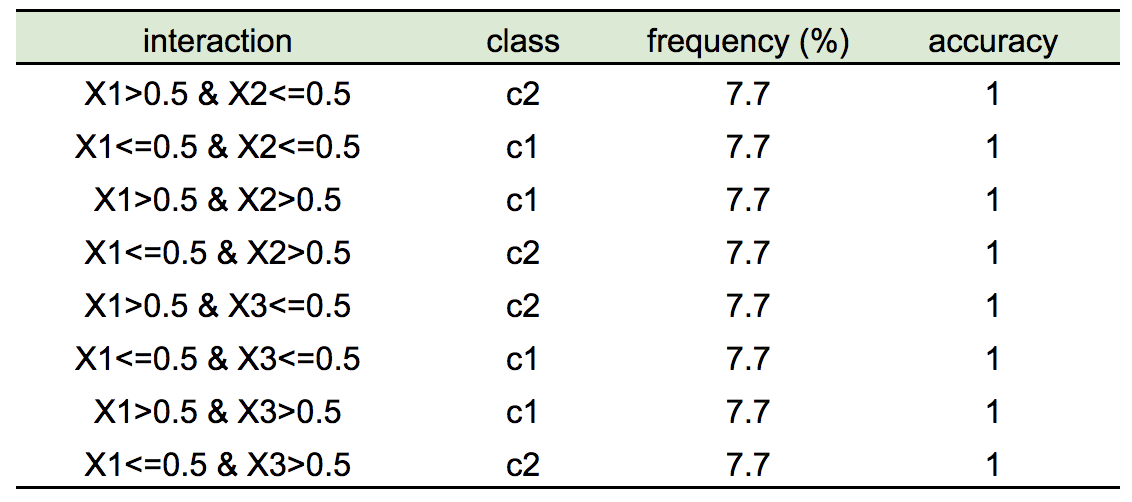 interaction class frequency (%) accuracy
X1>0.5 & X2<=0.5 c2 7.7 1
X1<=0.5 & X2<=0.5 c1 7.7 1
X1>0.5 & X2>0.5 c1 7.7 1
X1<=0.5 & X2>0.5 c2 7.7 1
X1>0.5 & X3<=0.5 c2 7.7 1
X1<=0.5 & X3<=0.5 c1 7.7 1
X1>0.5 & X3>0.5 c1 7.7 1
X1<=0.5 & X3>0.5 c2 7.7 1